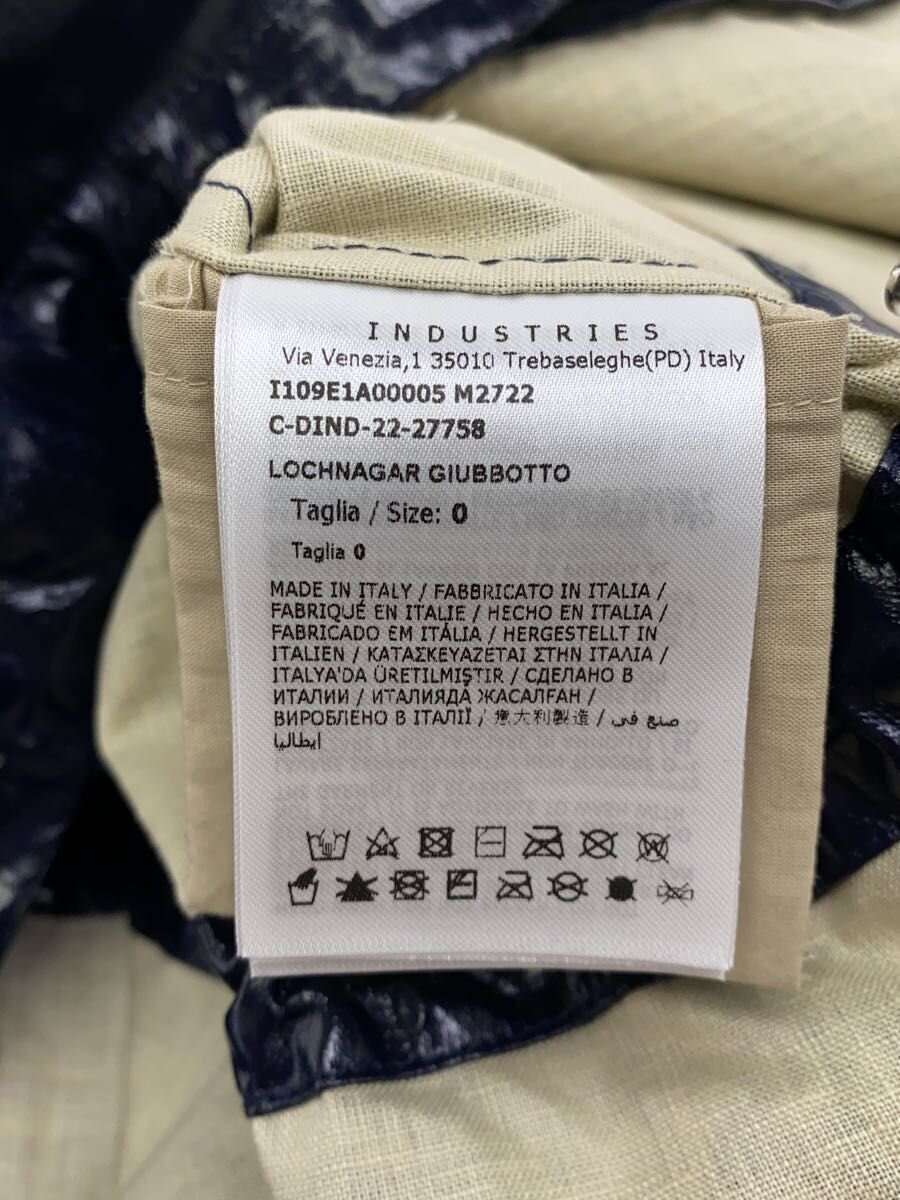 INDUSTRIES
Via Venezia,1 35010 Trebaseleghe(PD) Italy
I109E1A00005 M2722
C-DIND-22-27758
LOCHNAGAR GIUBBOTTO
Taglia / Size: 0
Taglia 0
MADE IN ITALY / FABBRICATO IN ITALIA /
FABRIQUÉ EN ITALIE / HECHO EN ITALIA /
FABRICADO EM ITÁLIA / HERGESTELLT IN
ITALIEN / ΚΑΤΑΣΚΕΥΑΖΕΤΑΙ ΣΤΗΝ ΙΤΑΛΙΑ /
ITALYA'DA ÜRETILMIŞTIR / СДЕЛАНО В
ИТАЛИИ / ИТАЛИЯДА ЖАСАЛҒАН /
ВИРОБЛЕНО В ІТАЛІЇ / 意大利製造 / صنع في
ايطاليا